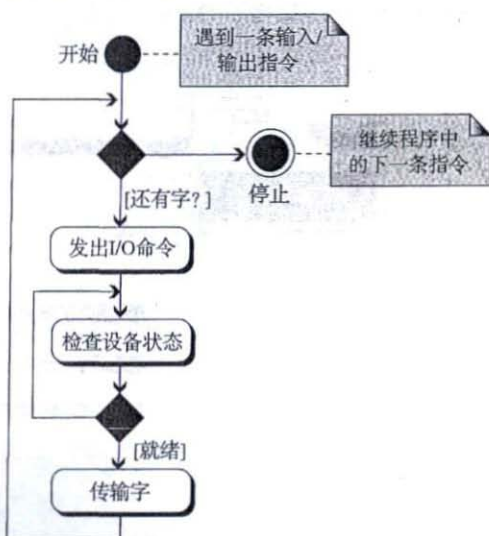 开始
遇到一条输入/
输出指令
继续程序中
的下一条指令
停止
[还有字?]
发出I/O命令
检查设备状态
[就绪]
传输字